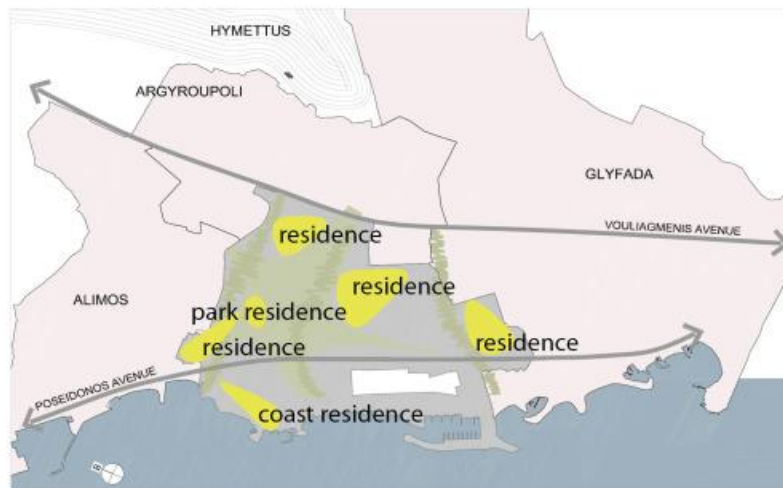 HYMETTUS
ARGYROUPOLI
GLYFADA
VOULIAGMENIS AVENUE
residence
residence
ALIMOS
park residence
residence
residence
POSEIDONOS AVENUE
coast residence